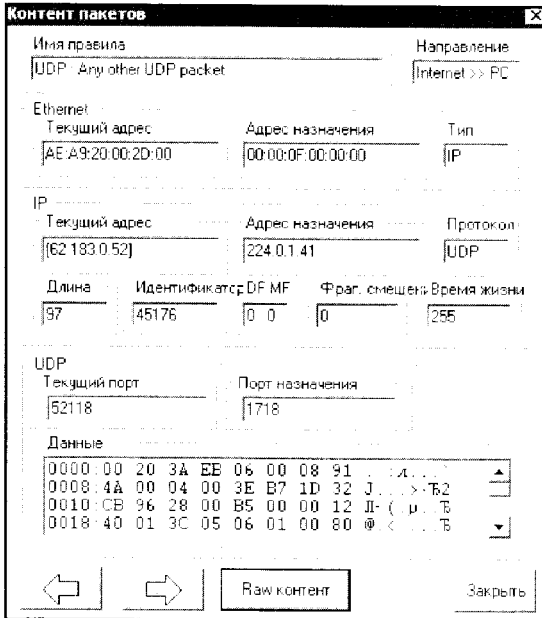 Контент пакетов
Имя правила Направление
UDP : Any other UDP packet Internet >> PC
Ethernet
Текущий адрес Адрес назначения Тип
AE:A9:20:00:2D:00 00:00:0F:00:00:00 IP
IP
Текущий адрес Адрес назначения Протокол
[62.183.0.52] 224.0.1.41 UDP
Длина Идентификатор DF MF Фраг. смещени Время жизни
97 45176 0 0 0 255
UDP
Текущий порт Порт назначения
52118 1718
Данные
0000:00 20 3A EB 06 00 08 91 . :л...`
0008:4A 00 04 00 3E B7 1D 32 J...>·Ђ2
0010:CB 96 28 00 B5 00 00 12 Л-(.µ..Ђ
0018:40 01 3C 05 06 01 00 80 @.<....Ђ
Raw контент
Закрыть